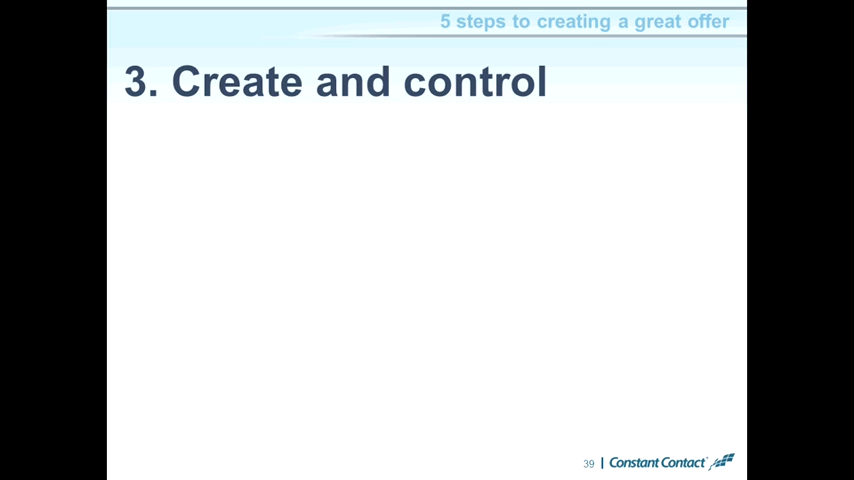 5 steps to creating a great offer
3. Create and control
39 | Constant Contact